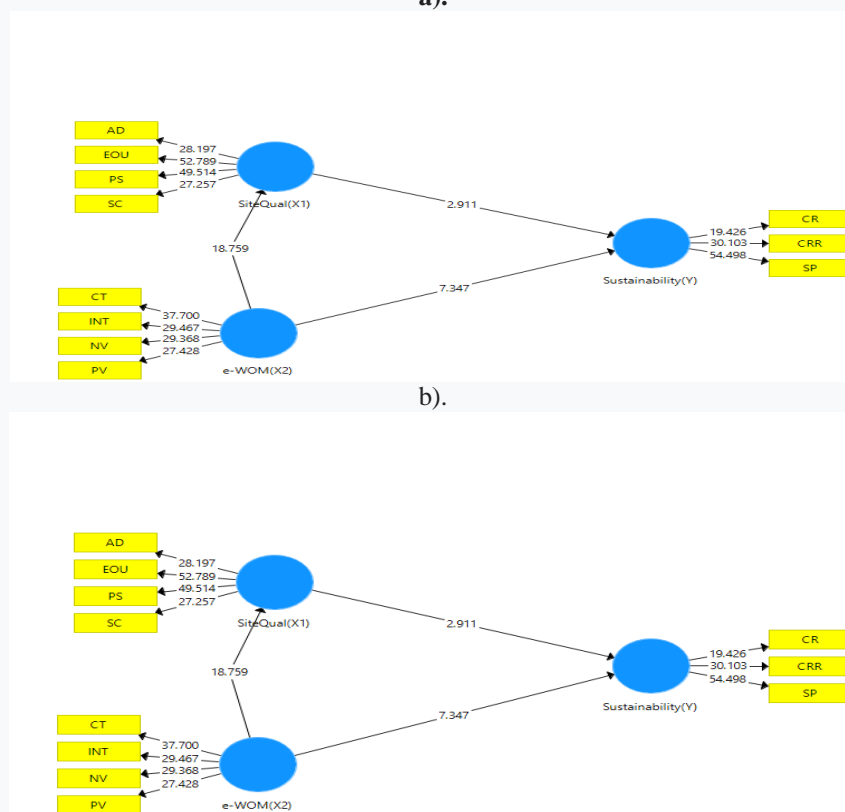 a).
AD
EOU
PS
SC
28.197
52.789
49.514
27.257
SiteQual(X1)
2.911
18.759
CR
CRR
SP
19.426
30.103
54.498
Sustainability(Y)
7.347
CT
INT
NV
PV
37.700
29.467
29.368
27.428
e-WOM(X2)
b).
AD
EOU
PS
SC
28.197
52.789
49.514
27.257
SiteQual(X1)
2.911
18.759
CR
CRR
SP
19.426
30.103
54.498
Sustainability(Y)
7.347
CT
INT
NV
PV
37.700
29.467
29.368
27.428
e-WOM(X2)